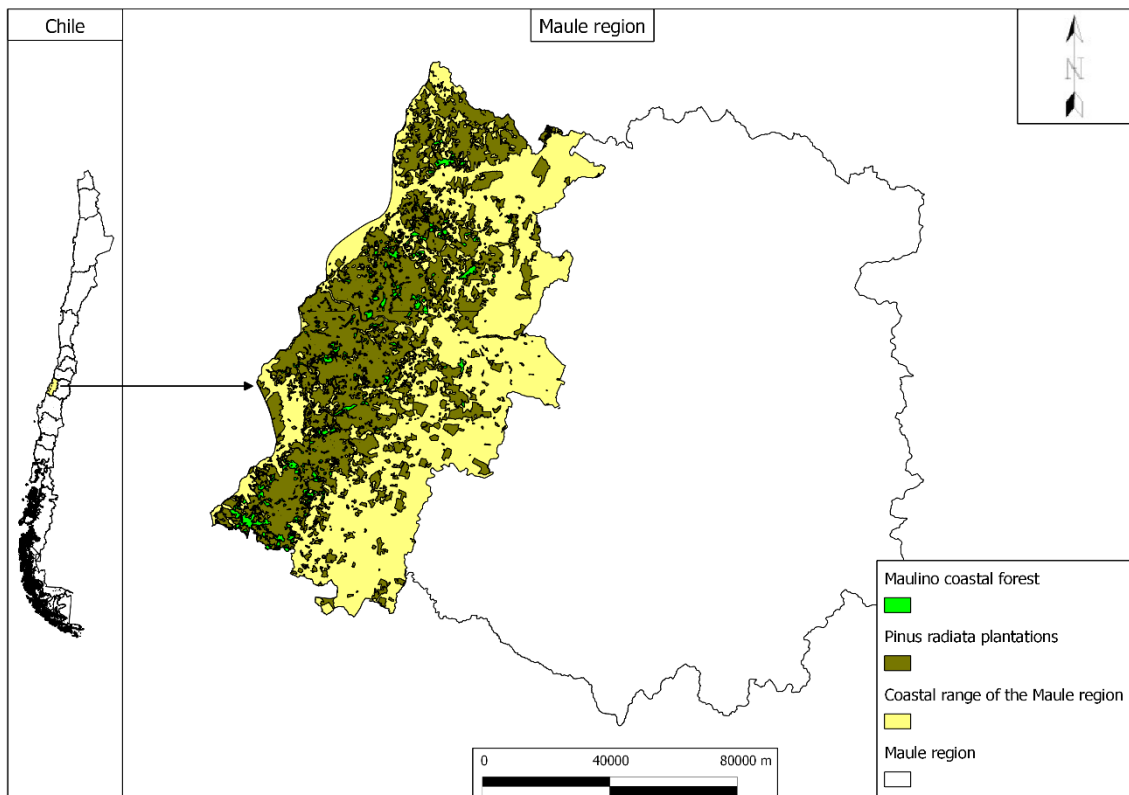 Chile
Maule region
N
Maulino coastal forest
Pinus radiata plantations
Coastal range of the Maule region
Maule region
0 40000 80000 m